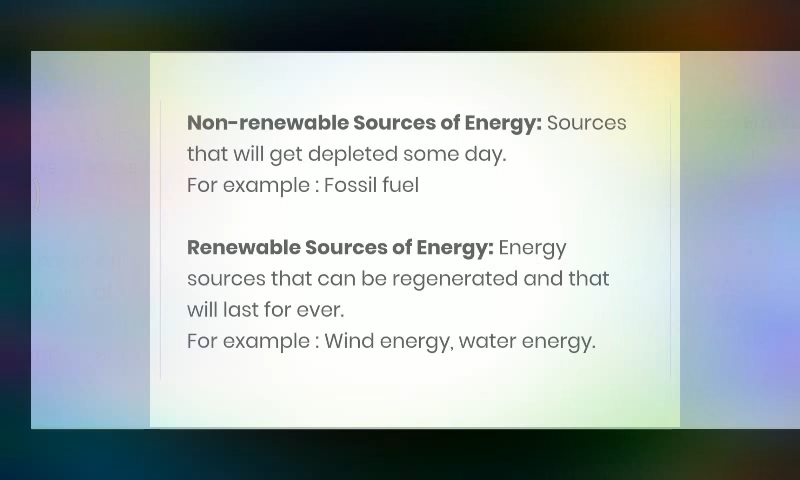 Non-renewable Sources of Energy: Sources
that will get depleted some day.
For example : Fossil fuel
Renewable Sources of Energy: Energy
sources that can be regenerated and that
will last for ever.
For example : Wind energy, water energy.